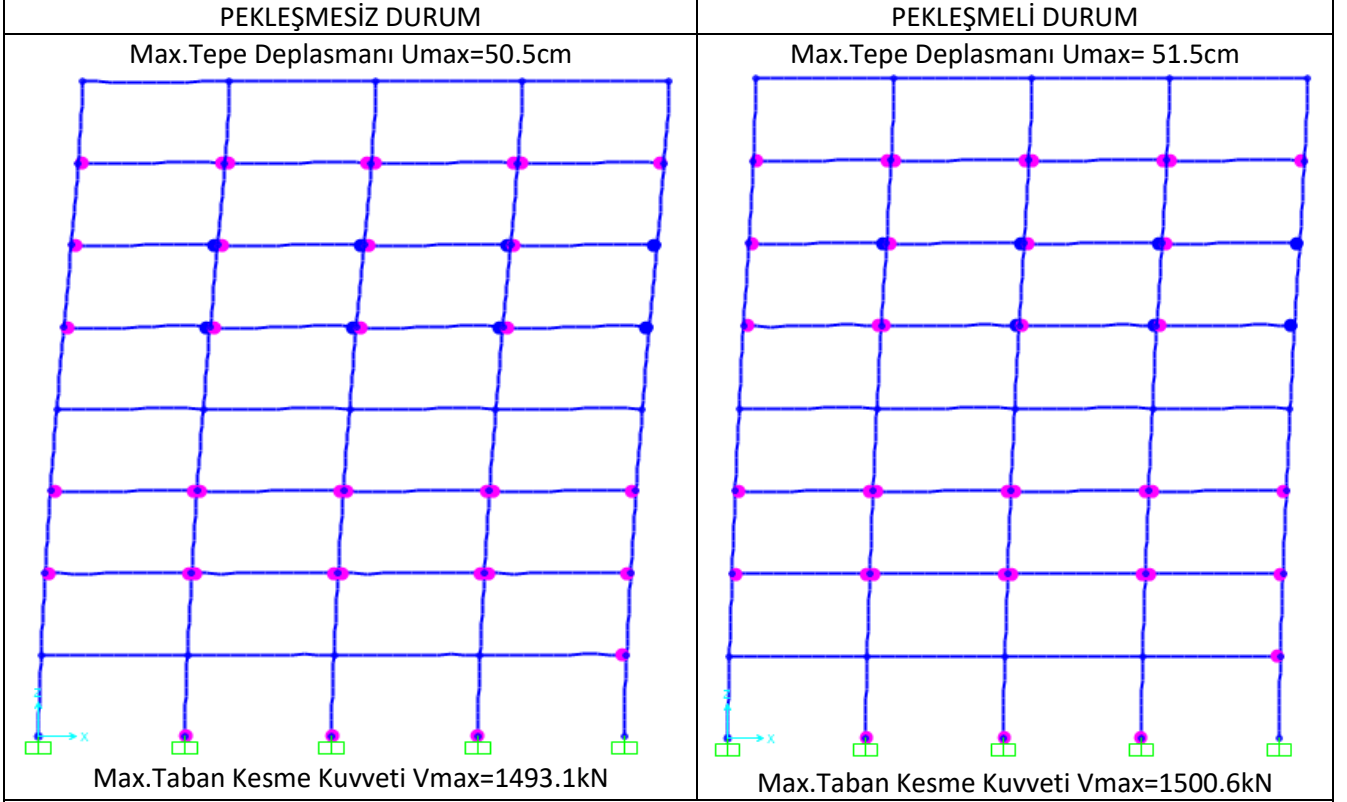 PEKLEŞMESİZ DURUM
Max.Tepe Deplasmanı Umax=50.5cm
Z
X
Max.Taban Kesme Kuvveti Vmax=1493.1kN
PEKLEŞMELİ DURUM
Max.Tepe Deplasmanı Umax= 51.5cm
Z
X
Max.Taban Kesme Kuvveti Vmax=1500.6kN